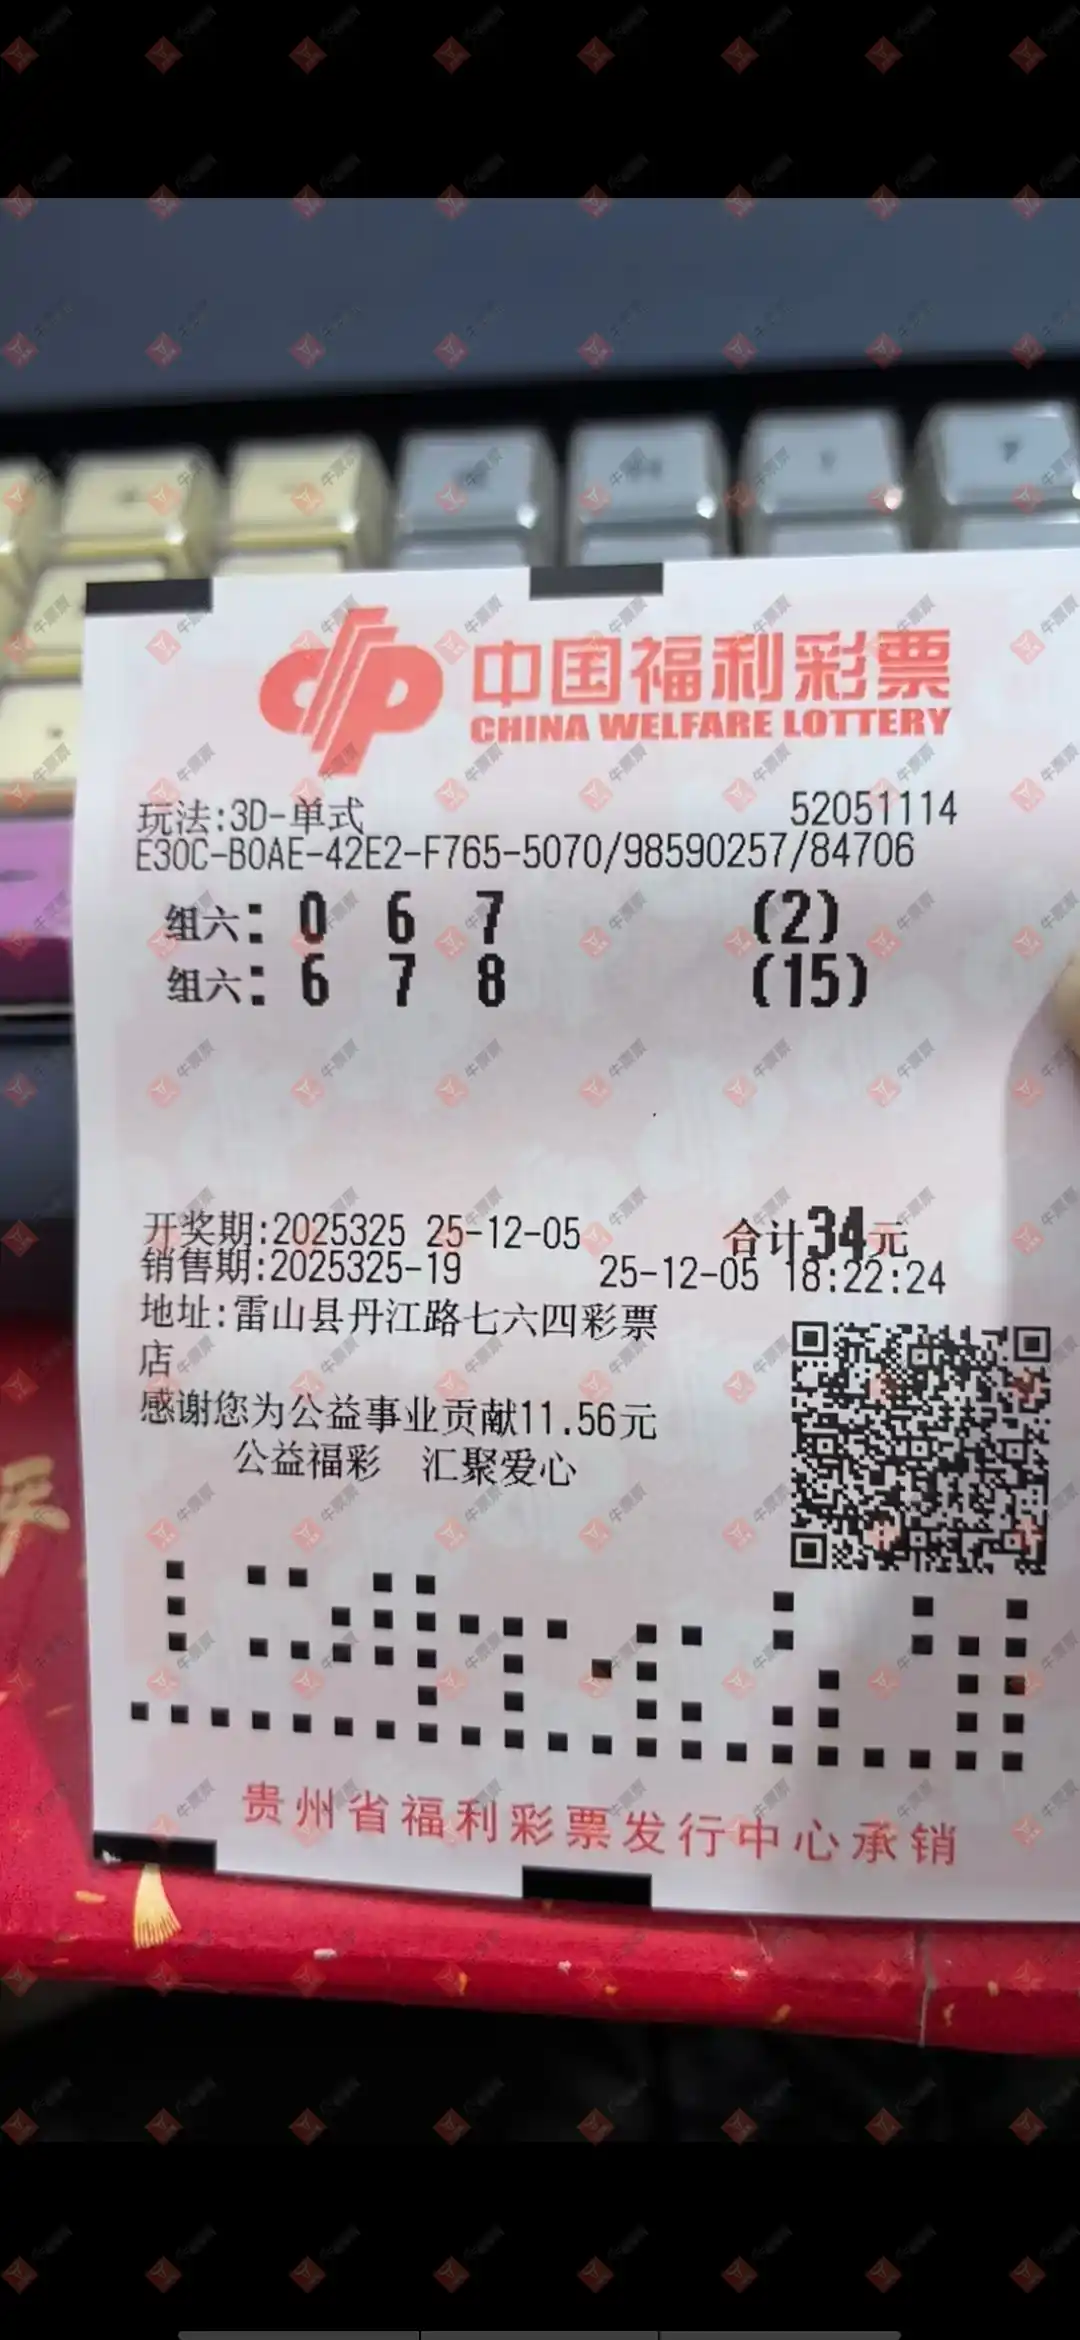 中国福利彩票
CHINA WELFARE LOTTERY
玩法:3D-单式 52051114
E30C-B0AE-42E2-F765-5070/98590257/84706
组六: 0 6 7 (2)
组六: 6 7 8 (15)
开奖期:2025325 25-12-05 合计34元
销售期:2025325-19 25-12-05 18:22:24
地址:雷山县丹江路七六四彩票
店
感谢您为公益事业贡献11.56元
公益福彩 汇聚爱心
贵州省福利彩票发行中心承销
牛票票